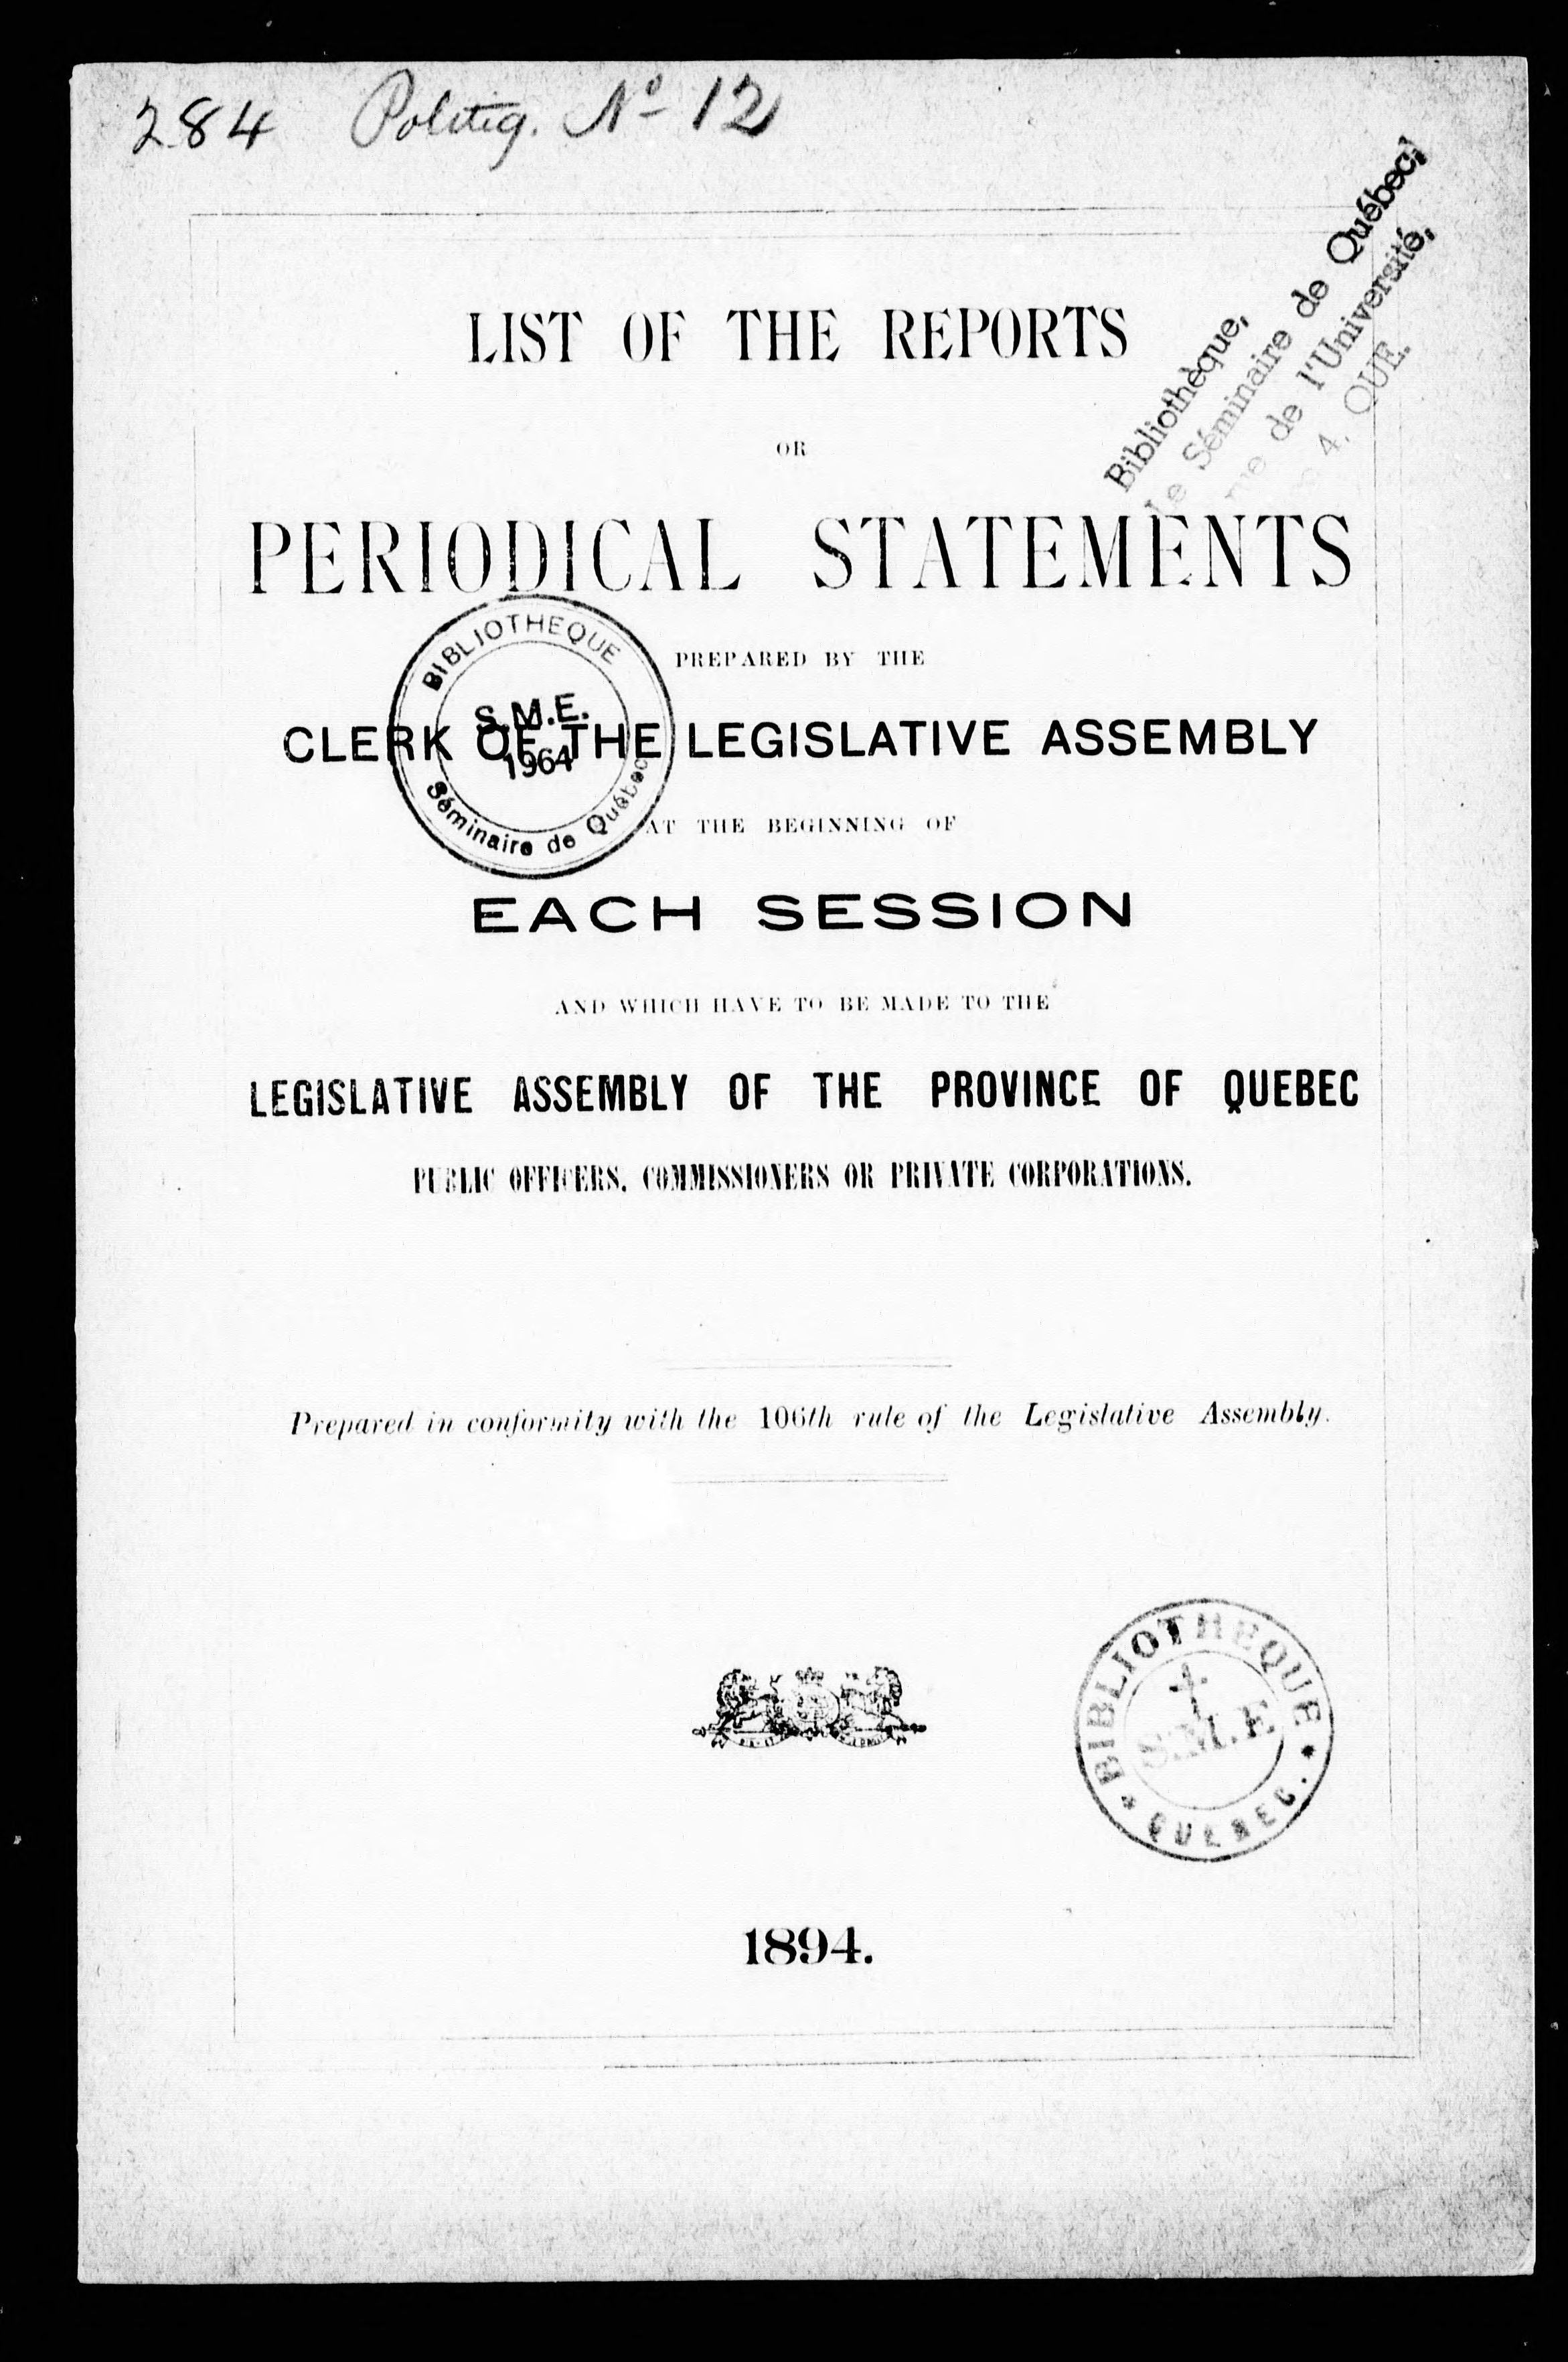 284 Politiq. No 12
Bibliothèque,
Le Séminaire de Québec,
de l'Université,
4, QUE.
LIST OF THE REPORTS
OR
PERIODICAL STATEMENTS
PREPARED BY THE
CLERK OF THE LEGISLATIVE ASSEMBLY
BIBLIOTHEQUE
S.M.E.
1964
Séminaire de Québec
AT THE BEGINNING OF
EACH SESSION
AND WHICH HAVE TO BE MADE TO THE
LEGISLATIVE ASSEMBLY OF THE PROVINCE OF QUEBEC
PUBLIC OFFICERS, COMMISSIONERS OR PRIVATE CORPORATIONS.
Prepared in conformity with the 106th rule of the Legislative Assembly.
BIBLIOTHEQUE
S.M.E
QUEBEC.
1894.